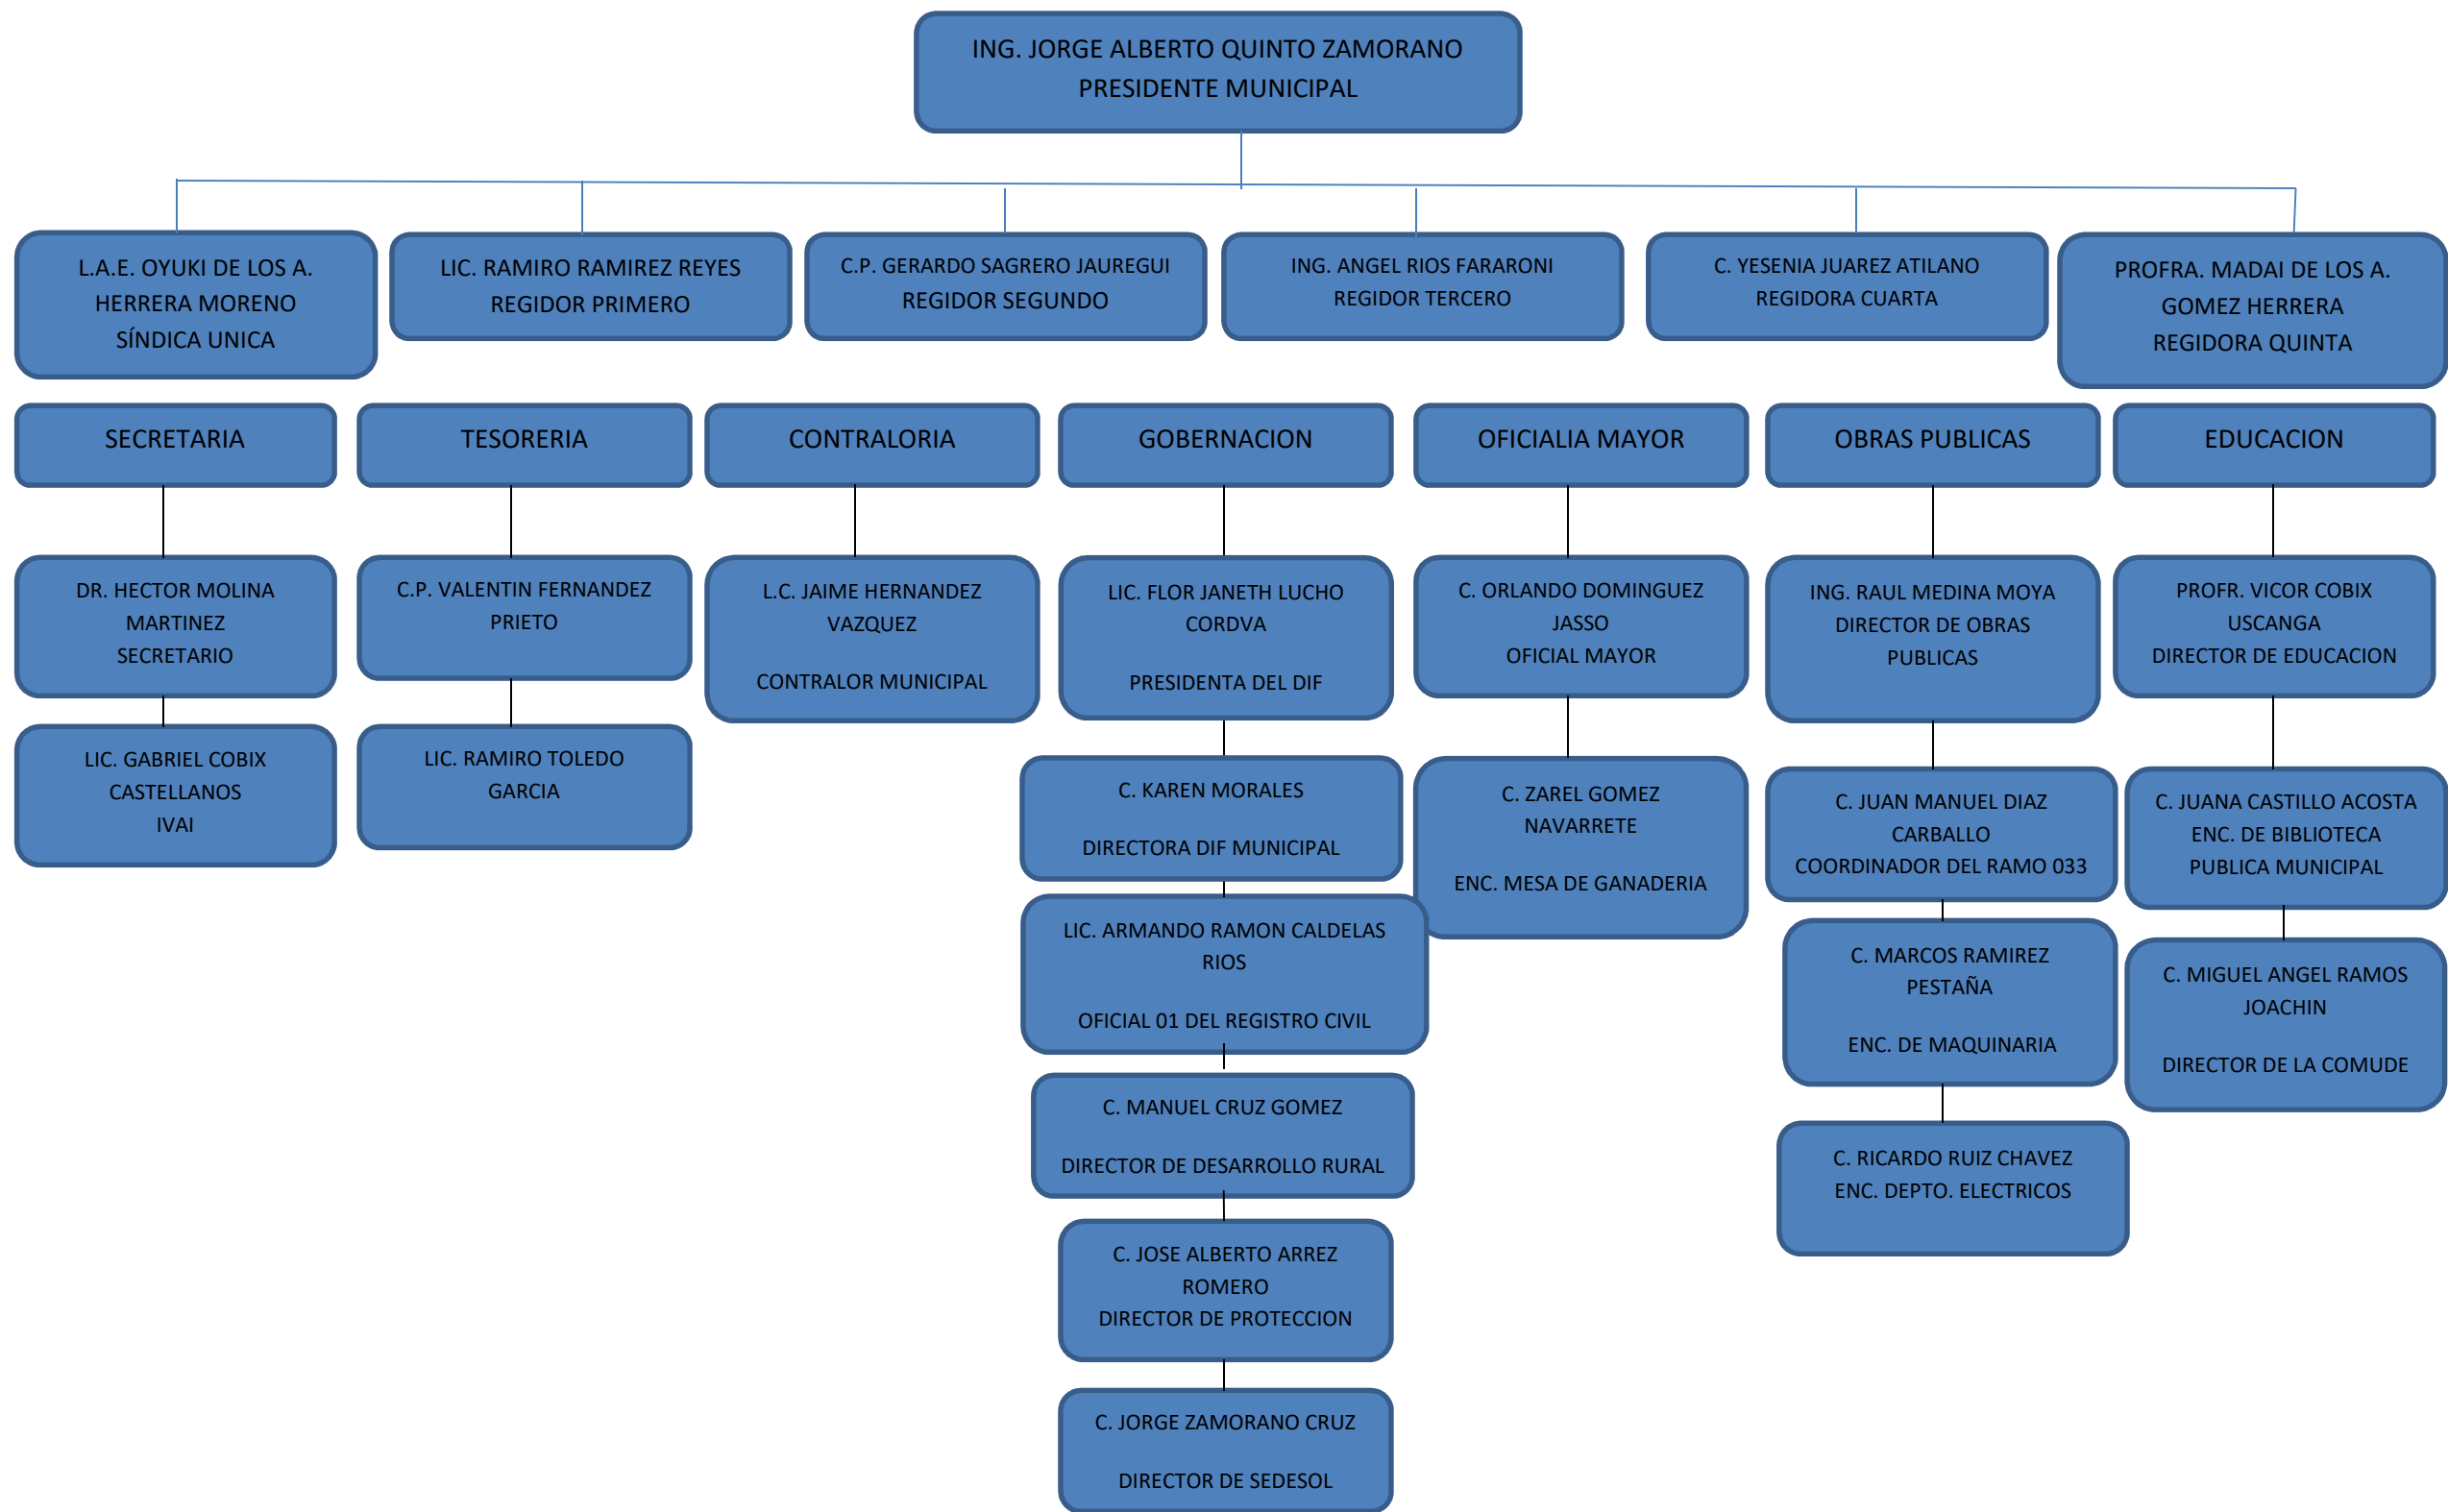 ING. JORGE ALBERTO QUINTO ZAMORANO
PRESIDENTE MUNICIPAL
L.A.E. OYUKI DE LOS A.
HERRERA MORENO
SÍNDICA UNICA
LIC. RAMIRO RAMIREZ REYES
REGIDOR PRIMERO
C.P. GERARDO SAGRERO JAUREGUI
REGIDOR SEGUNDO
ING. ANGEL RIOS FARARONI
REGIDOR TERCERO
C. YESENIA JUAREZ ATILANO
REGIDORA CUARTA
PROFRA. MADAI DE LOS A.
GOMEZ HERRERA
REGIDORA QUINTA
SECRETARIA
TESORERIA
CONTRALORIA
GOBERNACION
OFICIALIA MAYOR
OBRAS PUBLICAS
EDUCACION
DR. HECTOR MOLINA
MARTINEZ
SECRETARIO
C.P. VALENTIN FERNANDEZ
PRIETO
L.C. JAIME HERNANDEZ
VAZQUEZ
CONTRALOR MUNICIPAL
LIC. FLOR JANETH LUCHO
CORDVA
PRESIDENTA DEL DIF
C. ORLANDO DOMINGUEZ
JASSO
OFICIAL MAYOR
ING. RAUL MEDINA MOYA
DIRECTOR DE OBRAS
PUBLICAS
PROFR. VICOR COBIX
USCANGA
DIRECTOR DE EDUCACION
LIC. GABRIEL COBIX
CASTELLANOS
IVAI
LIC. RAMIRO TOLEDO
GARCIA
C. KAREN MORALES
DIRECTORA DIF MUNICIPAL
C. ZAREL GOMEZ
NAVARRETE
ENC. MESA DE GANADERIA
C. JUAN MANUEL DIAZ
CARBALLO
COORDINADOR DEL RAMO 033
C. JUANA CASTILLO ACOSTA
ENC. DE BIBLIOTECA
PUBLICA MUNICIPAL
LIC. ARMANDO RAMON CALDELAS
RIOS
OFICIAL 01 DEL REGISTRO CIVIL
C. MARCOS RAMIREZ
PESTAÑA
ENC. DE MAQUINARIA
C. MIGUEL ANGEL RAMOS
JOACHIN
DIRECTOR DE LA COMUDE
C. MANUEL CRUZ GOMEZ
DIRECTOR DE DESARROLLO RURAL
C. RICARDO RUIZ CHAVEZ
ENC. DEPTO. ELECTRICOS
C. JOSE ALBERTO ARREZ
ROMERO
DIRECTOR DE PROTECCION
C. JORGE ZAMORANO CRUZ
DIRECTOR DE SEDESOL